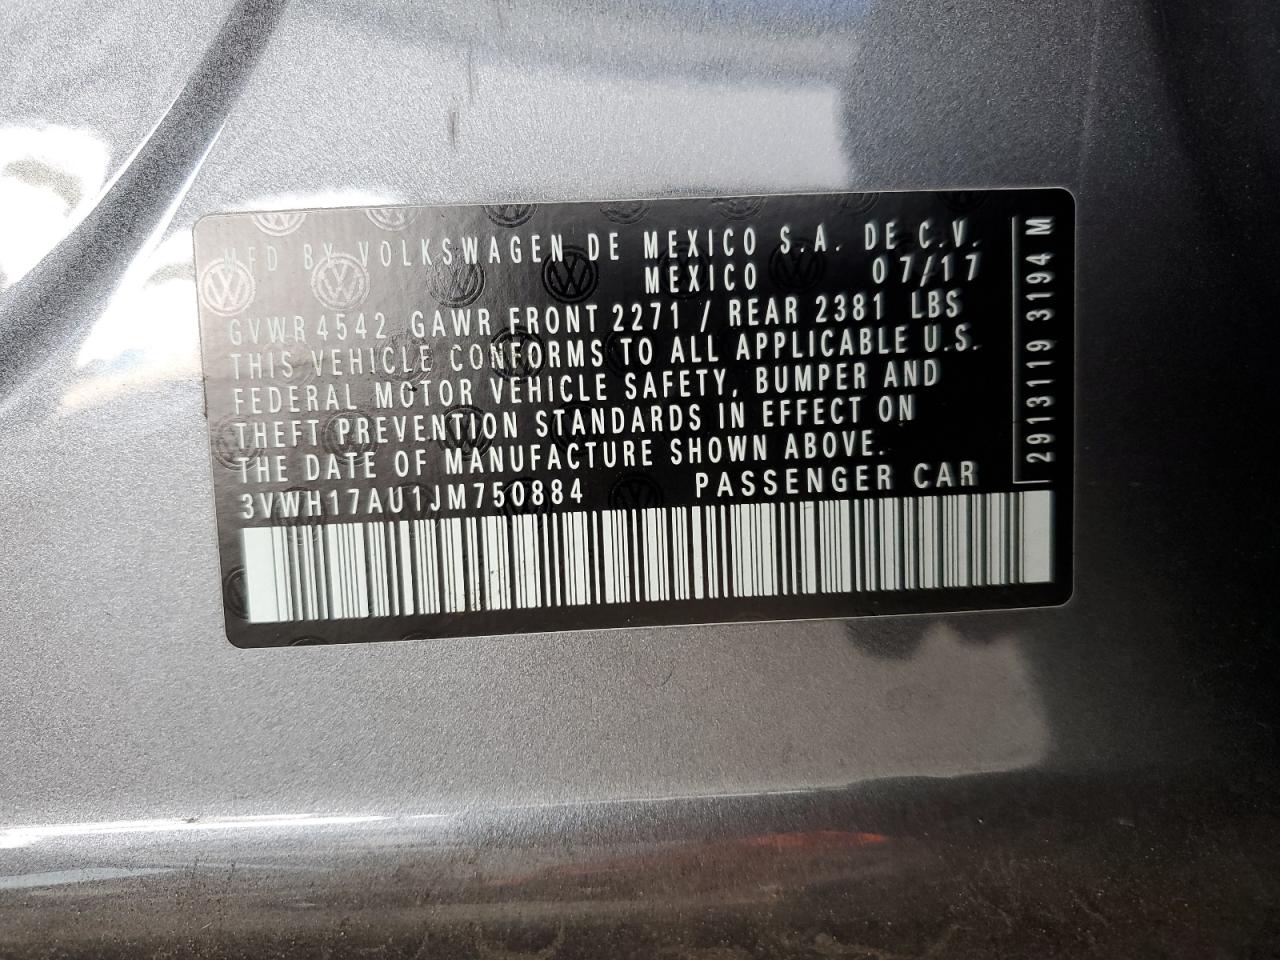 MFD BY VOLKSWAGEN DE MEXICO S.A. DE C.V.
MEXICO 07/17
GVWR 4542 GAWR FRONT 2271 / REAR 2381 LBS
THIS VEHICLE CONFORMS TO ALL APPLICABLE U.S.
FEDERAL MOTOR VEHICLE SAFETY, BUMPER AND
THEFT PREVENTION STANDARDS IN EFFECT ON
THE DATE OF MANUFACTURE SHOWN ABOVE.
3VWH17AU1JM750884 PASSENGER CAR
2913119 3194 M